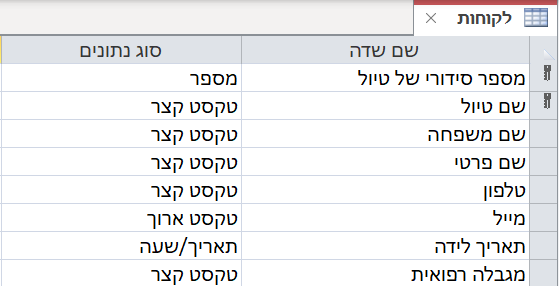 לקוחות
שם שדה סוג נתונים
מספר סידורי של טיול מספר
שם טיול טקסט קצר
שם משפחה טקסט קצר
שם פרטי טקסט קצר
טלפון טקסט קצר
מייל טקסט ארוך
תאריך לידה תאריך/שעה
מגבלה רפואית טקסט קצר